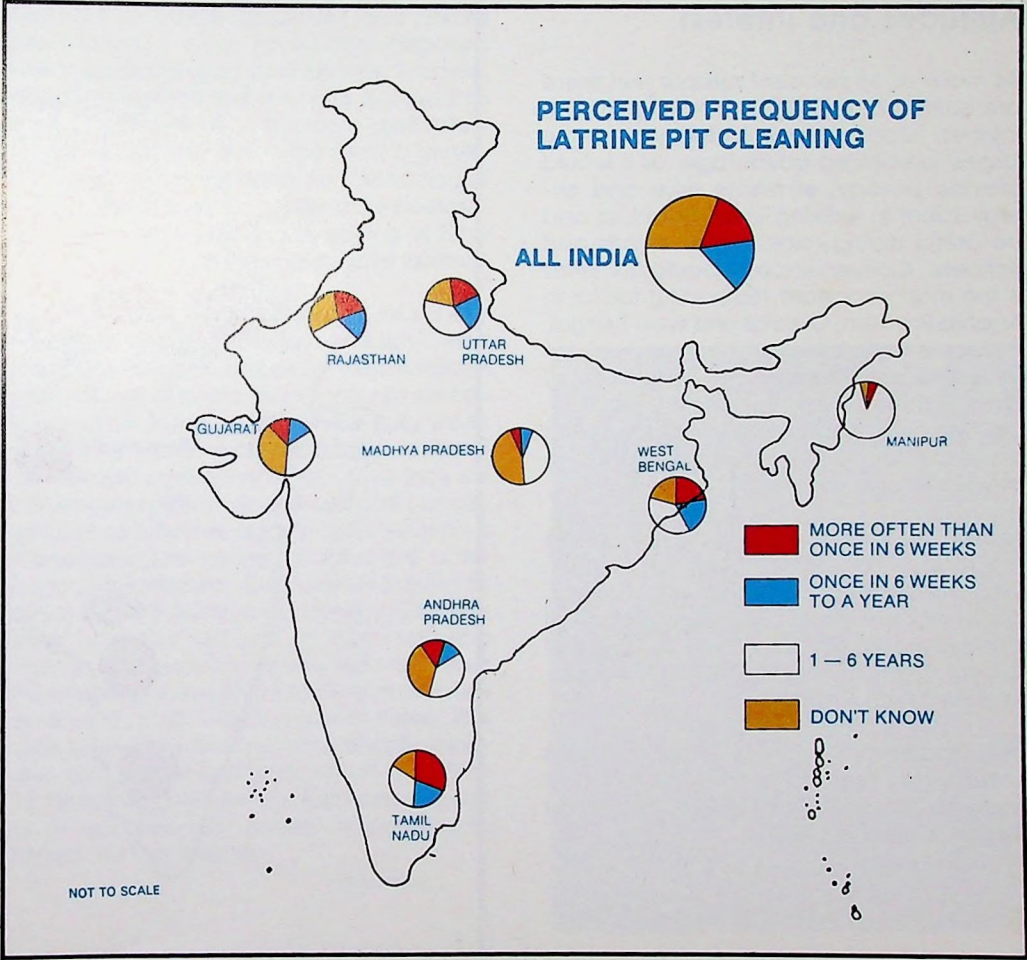 PERCEIVED FREQUENCY OF
LATRINE PIT CLEANING
ALL INDIA
RAJASTHAN
UTTAR
PRADESH
GUJARAT
MADHYA PRADESH
WEST
BENGAL
MANIPUR
MORE OFTEN THAN
ONCE IN 6 WEEKS
ONCE IN 6 WEEKS
TO A YEAR
1 — 6 YEARS
DON'T KNOW
ANDHRA
PRADESH
TAMIL
NADU
NOT TO SCALE